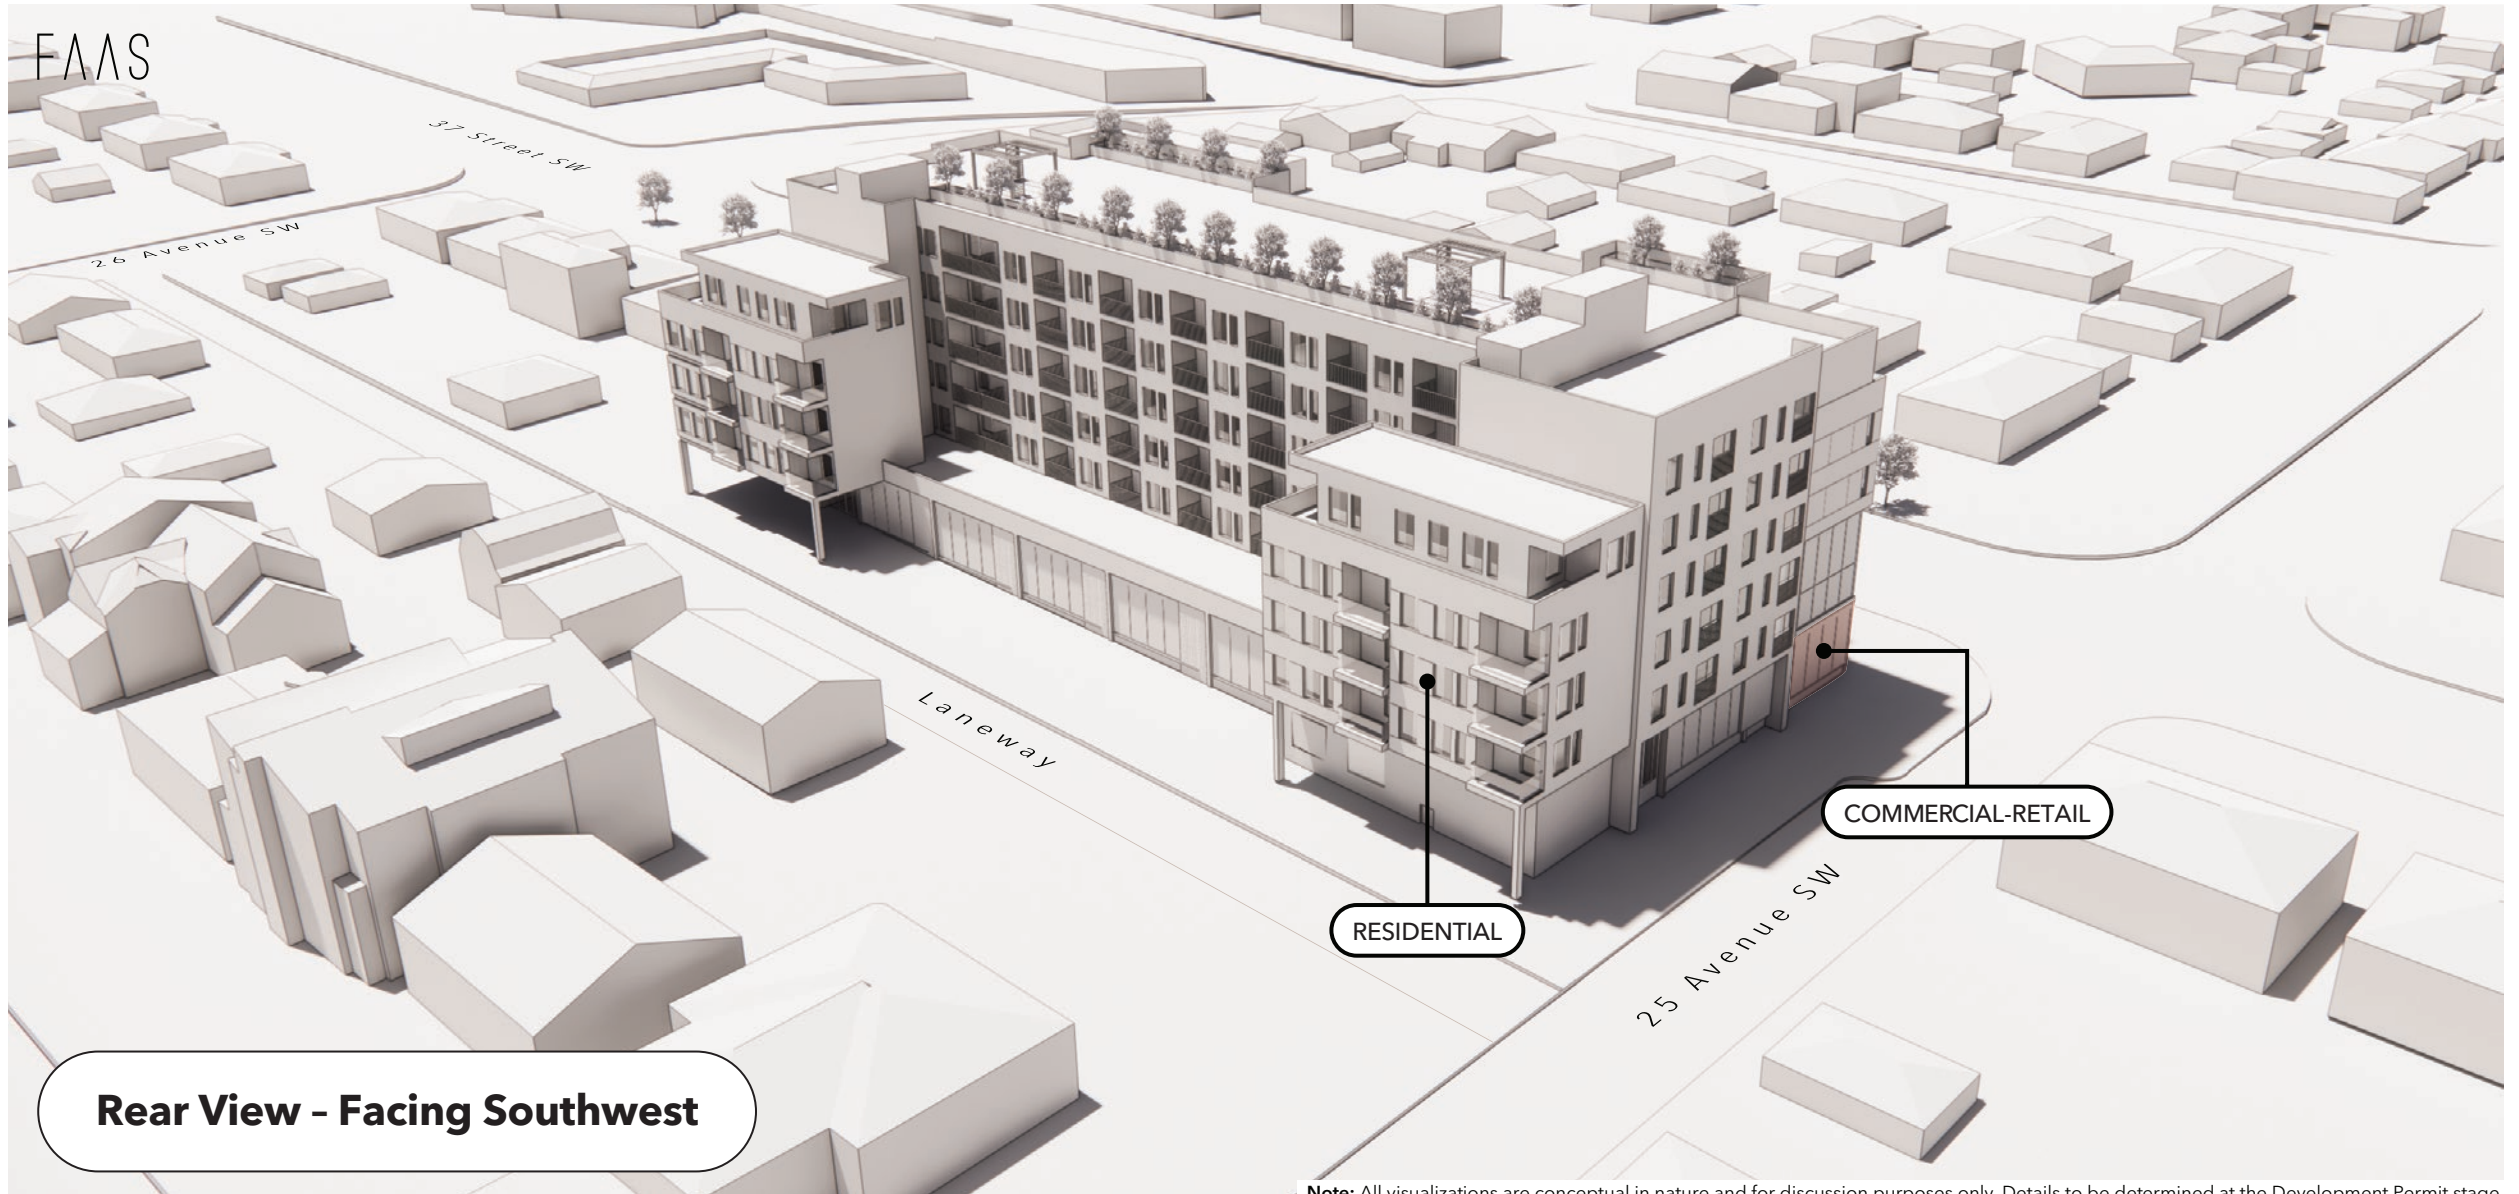 FAAS
37 Street SW
26 Avenue SW
Laneway
COMMERCIAL-RETAIL
RESIDENTIAL
25 Avenue SW
Rear View – Facing Southwest
Note: All visualizations are conceptual in nature and for discussion purposes only. Details to be determined at the Development Permit stage